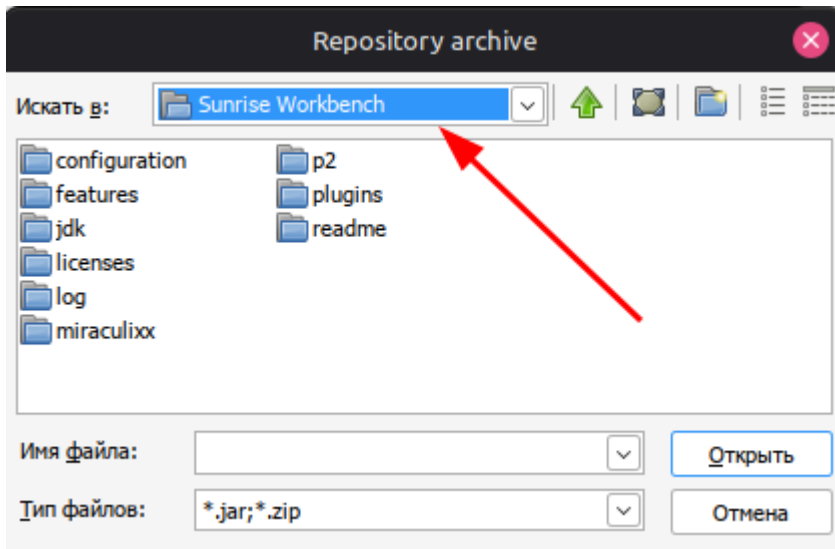 Repository archive
Искать в: Sunrise Workbench
configuration p2
features plugins
jdk readme
licenses
log
miraculixx
Имя файла: Открыть
Тип файлов: *.jar;*.zip Отмена